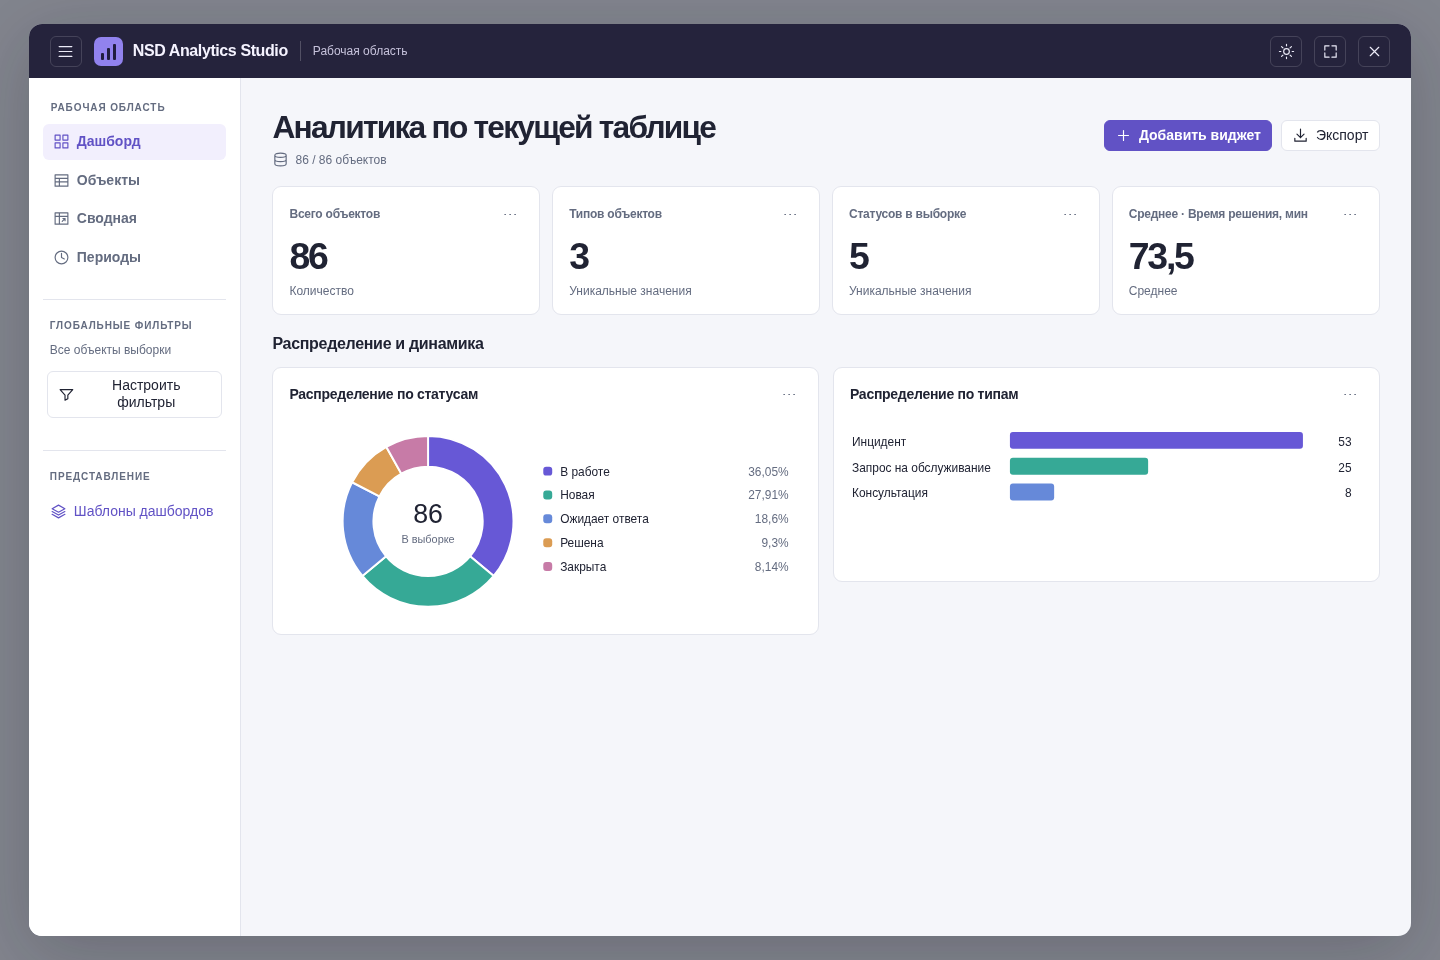 NSD Analytics Studio
Рабочая область
РАБОЧАЯ ОБЛАСТЬ
Дашборд
Объекты
Сводная
Периоды
ГЛОБАЛЬНЫЕ ФИЛЬТРЫ
Все объекты выборки
Настроить
фильтры
ПРЕДСТАВЛЕНИЕ
Шаблоны дашбордов
Аналитика по текущей таблице
86 / 86 объектов
Добавить виджет
Экспорт
Всего объектов
86
Количество
Типов объектов
3
Уникальные значения
Статусов в выборке
5
Уникальные значения
Среднее · Время решения, мин
73,5
Среднее
Распределение и динамика
Распределение по статусам
86
В выборке
В работе 36,05%
Новая 27,91%
Ожидает ответа 18,6%
Решена 9,3%
Закрыта 8,14%
Распределение по типам
Инцидент 53
Запрос на обслуживание 25
Консультация 8